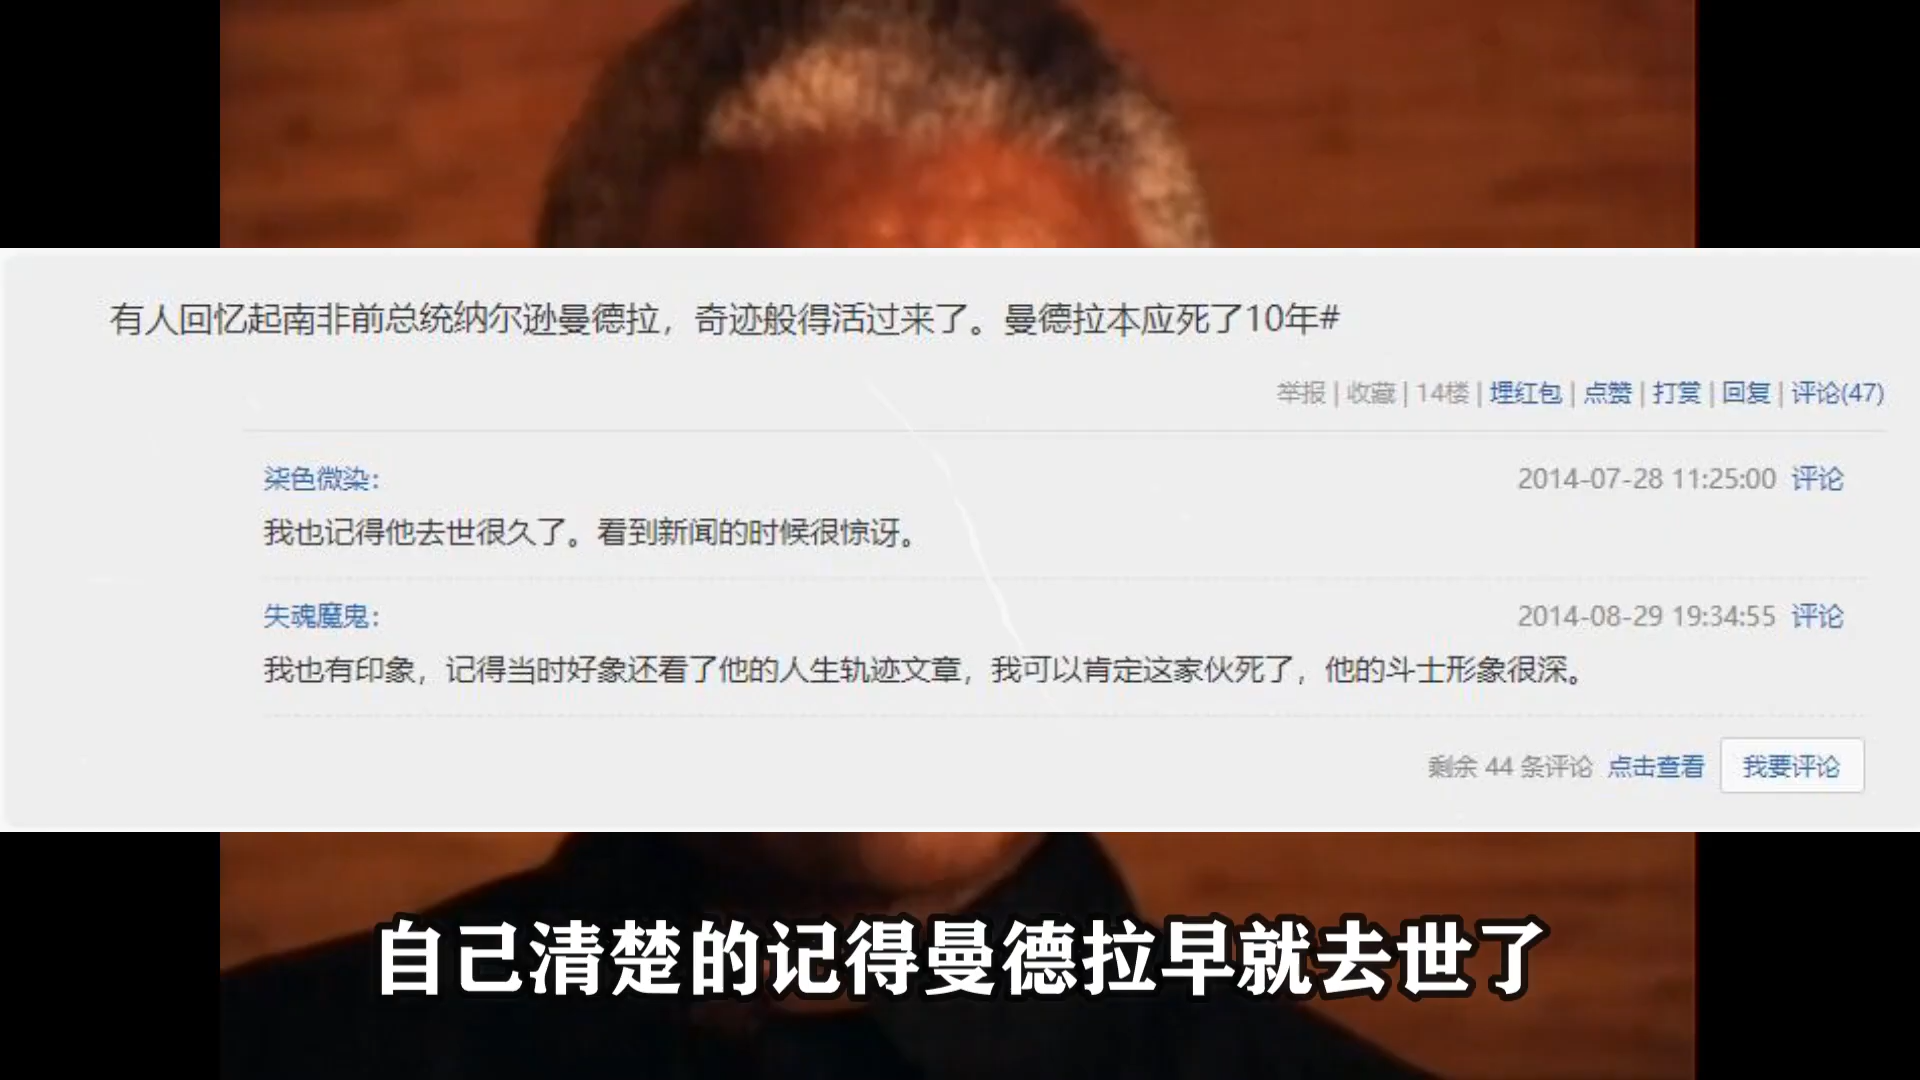 有人回忆起南非前总统纳尔逊曼德拉，奇迹般得活过来了。曼德拉本应死了10年#
举报 | 收藏 | 14楼 | 埋红包 | 点赞 | 打赏 | 回复 | 评论(47)
柒色微染： 2014-07-28 11:25:00 评论
我也记得他去世很久了。看到新闻的时候很惊讶。
失魂魔鬼： 2014-08-29 19:34:55 评论
我也有印象，记得当时好象还看了他的人生轨迹文章，我可以肯定这家伙死了，他的斗士形象很深。
剩余 44 条评论 点击查看 我要评论
自己清楚的记得曼德拉早就去世了